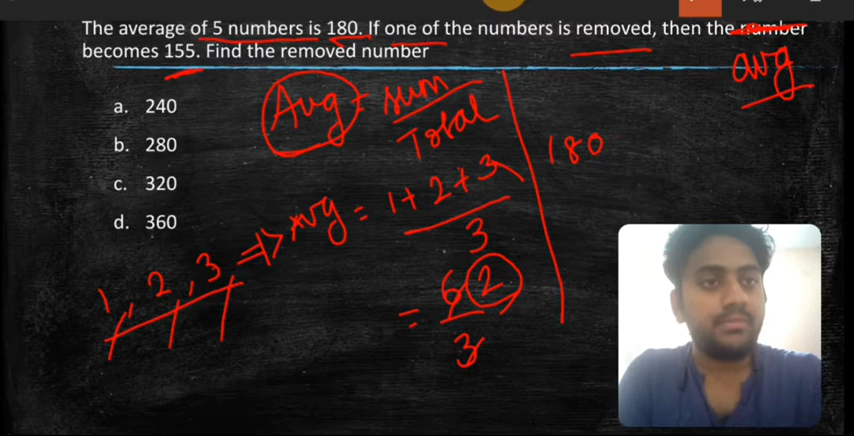 The average of 5 numbers is 180. If one of the numbers is removed, then the number
becomes 155. Find the removed number
avg
a. 240
b. 280
c. 320
d. 360
Avg = sum
Total
180
1, 2, 3 => Avg = 1 + 2 + 3
3
= 6 2
3